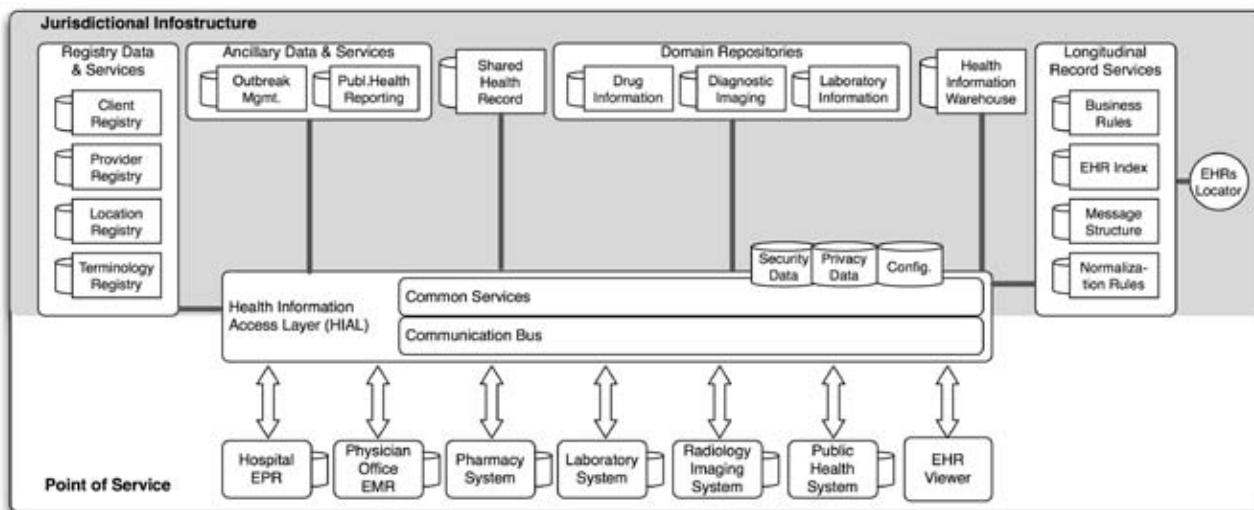 Jurisdictional Infostructure
Registry Data
& Services
Client
Registry
Provider
Registry
Location
Registry
Terminology
Registry
Ancillary Data & Services
Outbreak
Mgmt.
Publ.Health
Reporting
Shared
Health
Record
Domain Repositories
Drug
Information
Diagnostic
Imaging
Laboratory
Information
Health
Information
Warehouse
Longitudinal
Record Services
Business
Rules
EHR Index
Message
Structure
Normaliza-
tion Rules
EHRs
Locator
Security
Data
Privacy
Data
Config.
Health Information
Access Layer (HIAL)
Common Services
Communication Bus
Hospital
EPR
Physician
Office
EMR
Pharmacy
System
Laboratory
System
Radiology
Imaging
System
Public
Health
System
EHR
Viewer
Point of Service